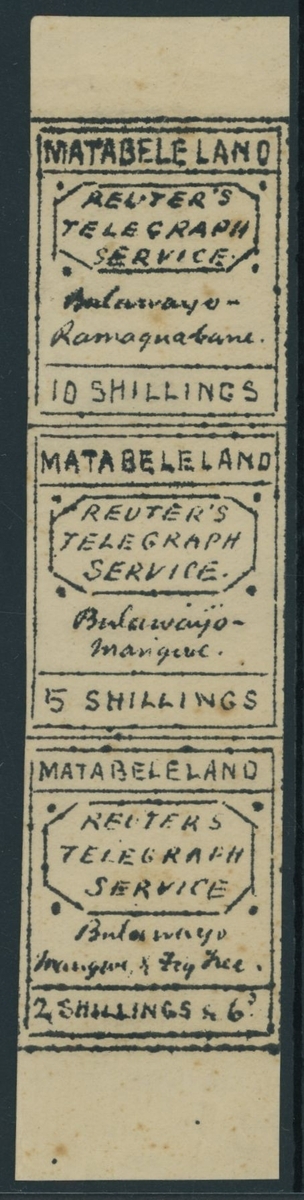 MATABELELAND
REUTER'S
TELEGRAPH
SERVICE.
Bulawayo-
Ramaquabane.
10 SHILLINGS
MATABELELAND
REUTER'S
TELEGRAPH
SERVICE.
Bulawayo-
Mangwe.
5 SHILLINGS
MATABELELAND
REUTERS
TELEGRAPH
SERVICE
Bulawayo
Mangwe, & Fig Tree.
2 SHILLINGS & 6ᴰ